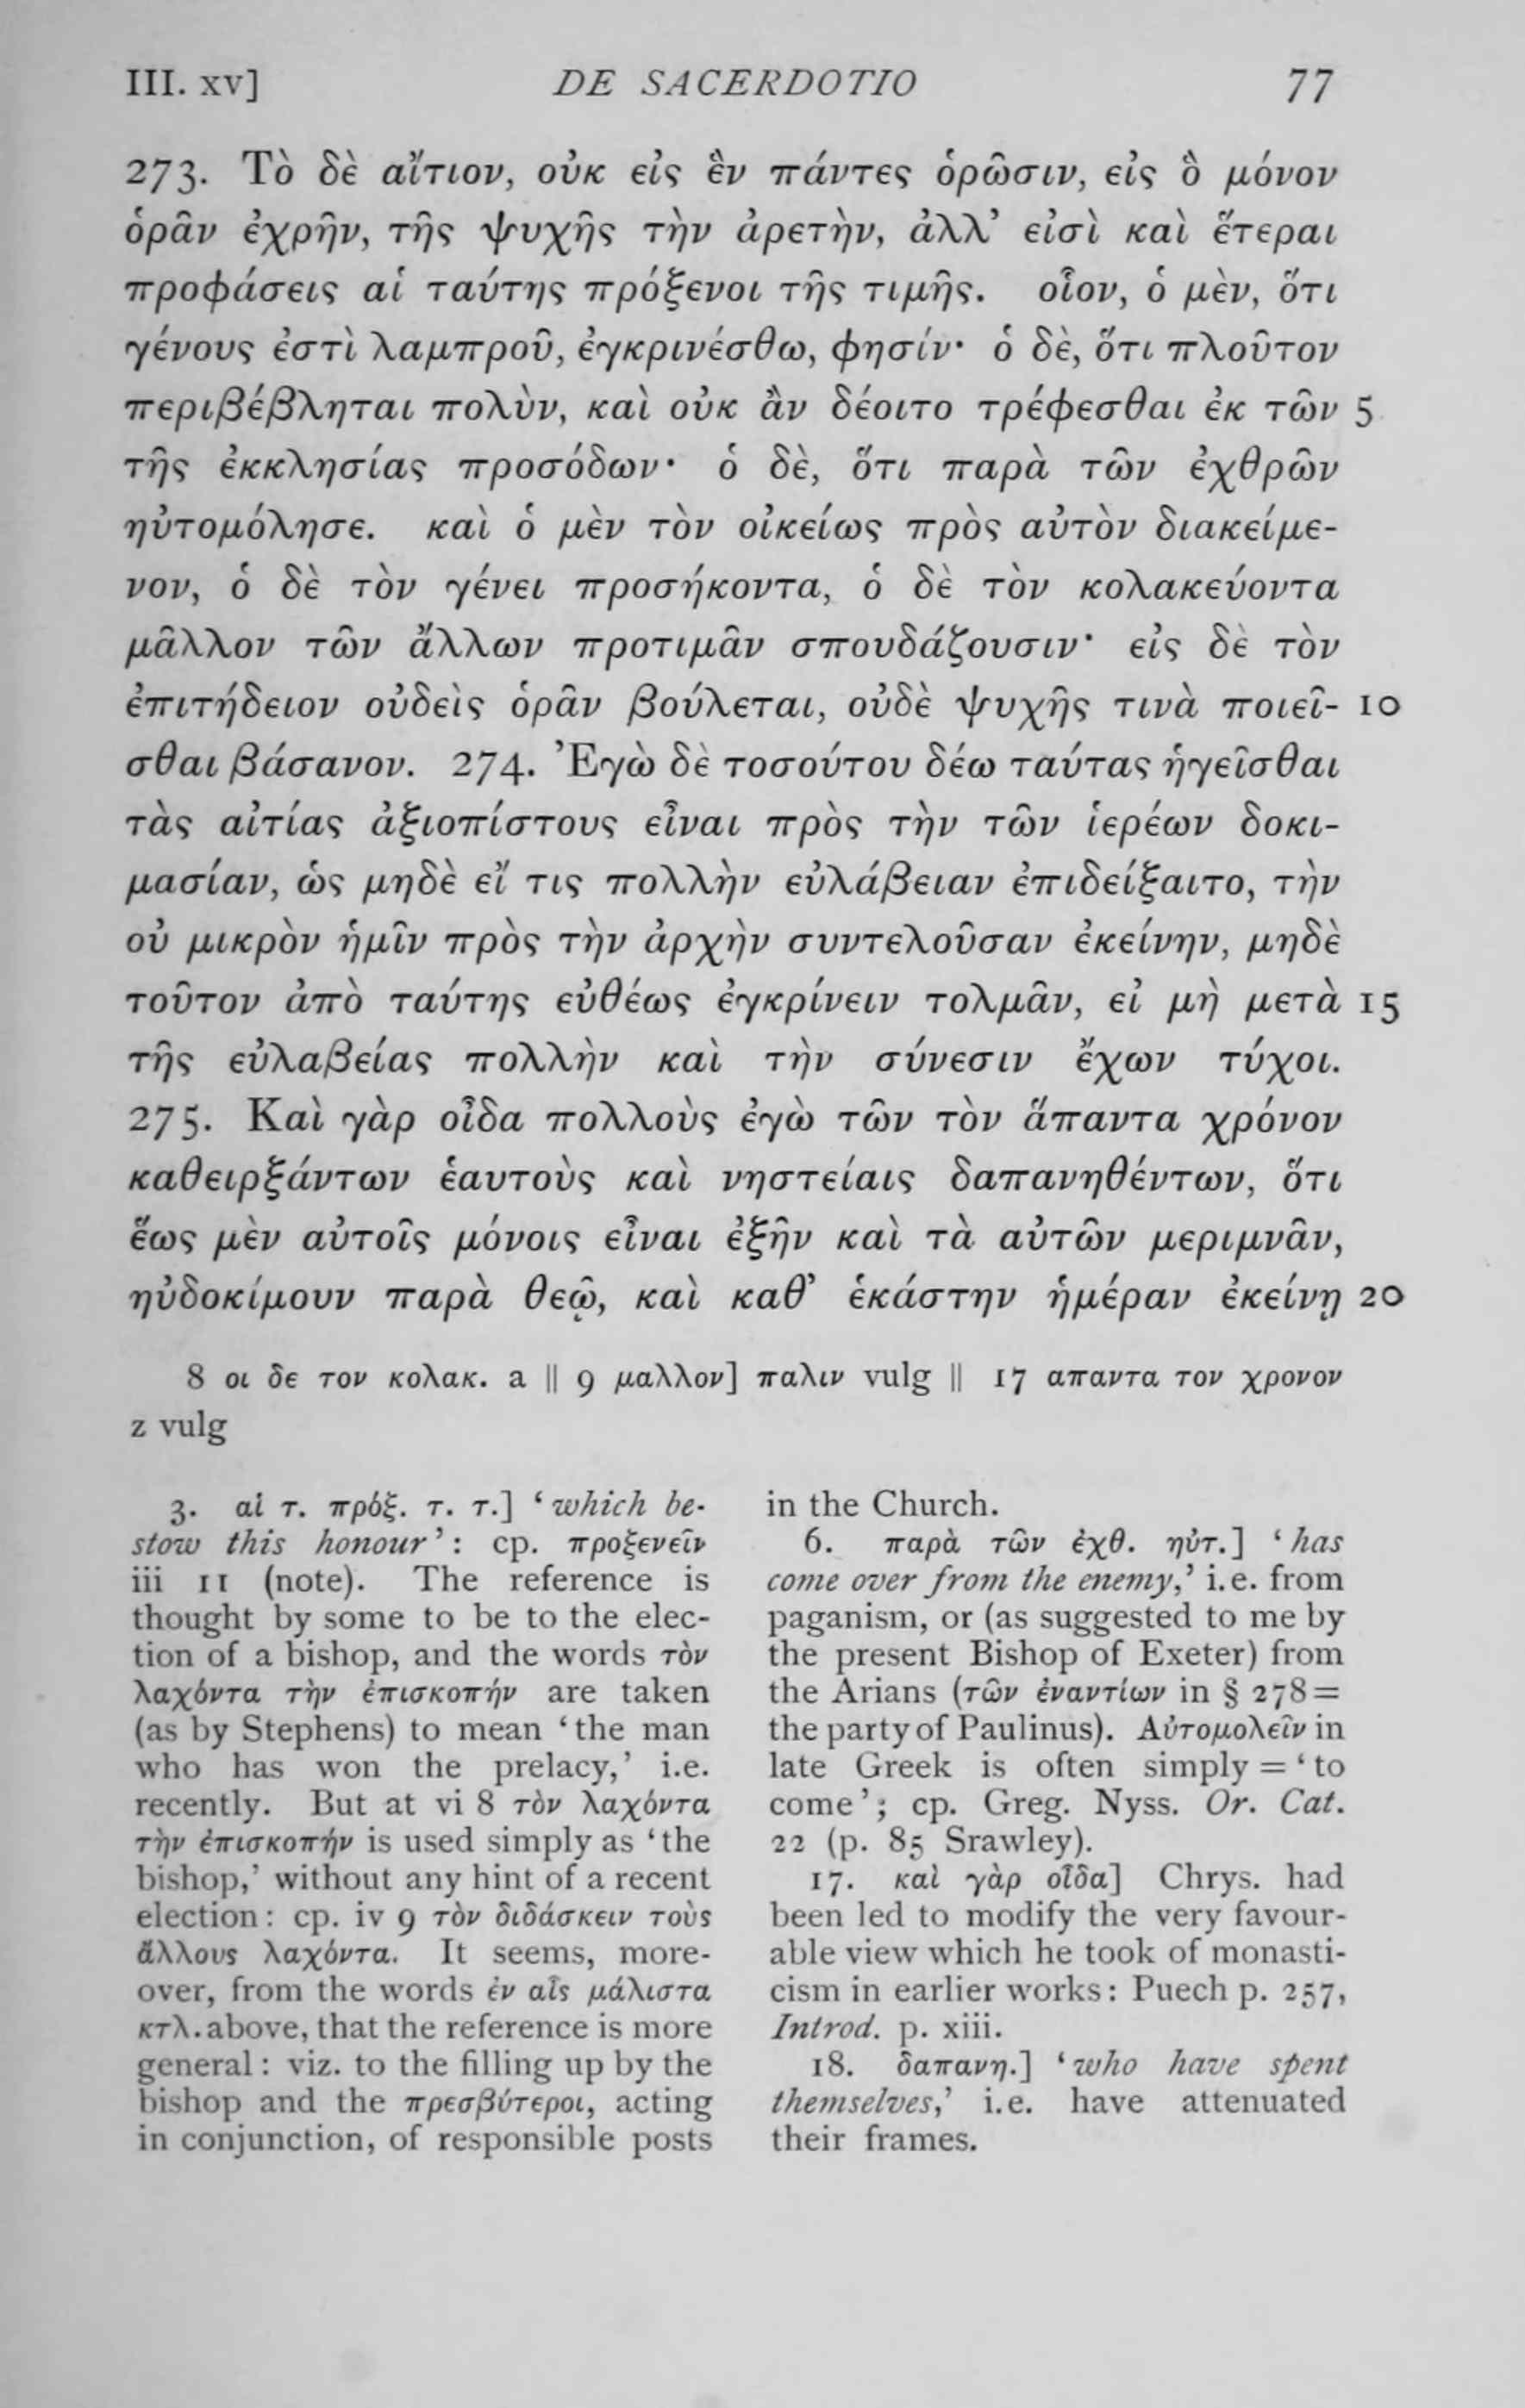 III. xv] DE SACERDOTIO 77
273. Τὸ δὲ αἴτιον, οὐκ εἰς ἓν πάντες ὁρῶσιν, εἰς ὃ μόνον
ὁρᾶν ἐχρῆν, τῆς ψυχῆς τὴν ἀρετὴν, ἀλλ’ εἰσὶ καὶ ἕτεραι
προφάσεις αἱ ταύτης πρόξενοι τῆς τιμῆς. οἷον, ὁ μὲν, ὅτι
γένους ἐστὶ λαμπροῦ, ἐγκρινέσθω, φησίν· ὁ δὲ, ὅτι πλοῦτον
περιβέβληται πολὺν, καὶ οὐκ ἂν δέοιτο τρέφεσθαι ἐκ τῶν 5
τῆς ἐκκλησίας προσόδων· ὁ δὲ, ὅτι παρὰ τῶν ἐχθρῶν
ηὐτομόλησε. καὶ ὁ μὲν τὸν οἰκείως πρὸς αὐτὸν διακείμε-
νον, ὁ δὲ τὸν γένει προσήκοντα, ὁ δὲ τὸν κολακεύοντα
μᾶλλον τῶν ἄλλων προτιμᾶν σπουδάζουσιν· εἰς δὲ τὸν
ἐπιτήδειον οὐδεὶς ὁρᾶν βούλεται, οὐδὲ ψυχῆς τινὰ ποιεῖ- 10
σθαι βάσανον. 274. Ἐγὼ δὲ τοσούτου δέω ταύτας ἡγεῖσθαι
τὰς αἰτίας ἀξιοπίστους εἶναι πρὸς τὴν τῶν ἱερέων δοκι-
μασίαν, ὡς μηδὲ εἴ τις πολλὴν εὐλάβειαν ἐπιδείξαιτο, τὴν
οὐ μικρὸν ἡμῖν πρὸς τὴν ἀρχὴν συντελοῦσαν ἐκείνην, μηδὲ
τοῦτον ἀπὸ ταύτης εὐθέως ἐγκρίνειν τολμᾶν, εἰ μὴ μετὰ 15
τῆς εὐλαβείας πολλὴν καὶ τὴν σύνεσιν ἔχων τύχοι.
275. Καὶ γὰρ οἶδα πολλοὺς ἐγὼ τῶν τὸν ἅπαντα χρόνον
καθειρξάντων ἑαυτοὺς καὶ νηστείαις δαπανηθέντων, ὅτι
ἕως μὲν αὐτοῖς μόνοις εἶναι ἐξῆν καὶ τὰ αὐτῶν μεριμνᾶν,
ηὐδοκίμουν παρὰ θεῷ, καὶ καθ’ ἑκάστην ἡμέραν ἐκείνῃ 20
8 οι δε τον κολακ. a || 9 μαλλον] παλιν vulg || 17 απαντα τον χρονον
z vulg
3. αἱ τ. πρόξ. τ. τ.] ‘which be-
stow this honour’: cp. προξενεῖν
iii 11 (note). The reference is
thought by some to be to the elec-
tion of a bishop, and the words τὸν
λαχόντα τὴν ἐπισκοπήν are taken
(as by Stephens) to mean ‘the man
who has won the prelacy,’ i.e.
recently. But at vi 8 τὸν λαχόντα
τὴν ἐπισκοπήν is used simply as ‘the
bishop,’ without any hint of a recent
election: cp. iv 9 τὸν διδάσκειν τοὺς
ἄλλους λαχόντα. It seems, more-
over, from the words ἐν αἷς μάλιστα
κτλ. above, that the reference is more
general: viz. to the filling up by the
bishop and the πρεσβύτεροι, acting
in conjunction, of responsible posts
in the Church.
6. παρὰ τῶν ἐχθ. ηὐτ.] ‘has
come over from the enemy,’ i.e. from
paganism, or (as suggested to me by
the present Bishop of Exeter) from
the Arians (τῶν ἐναντίων in § 278=
the party of Paulinus). Αὐτομολεῖν in
late Greek is often simply = ‘to
come’; cp. Greg. Nyss. Or. Cat.
22 (p. 85 Srawley).
17. καὶ γὰρ οἶδα] Chrys. had
been led to modify the very favour-
able view which he took of monasti-
cism in earlier works: Puech p. 257,
Introd. p. xiii.
18. δαπανη.] ‘who have spent
themselves,’ i.e. have attenuated
their frames.